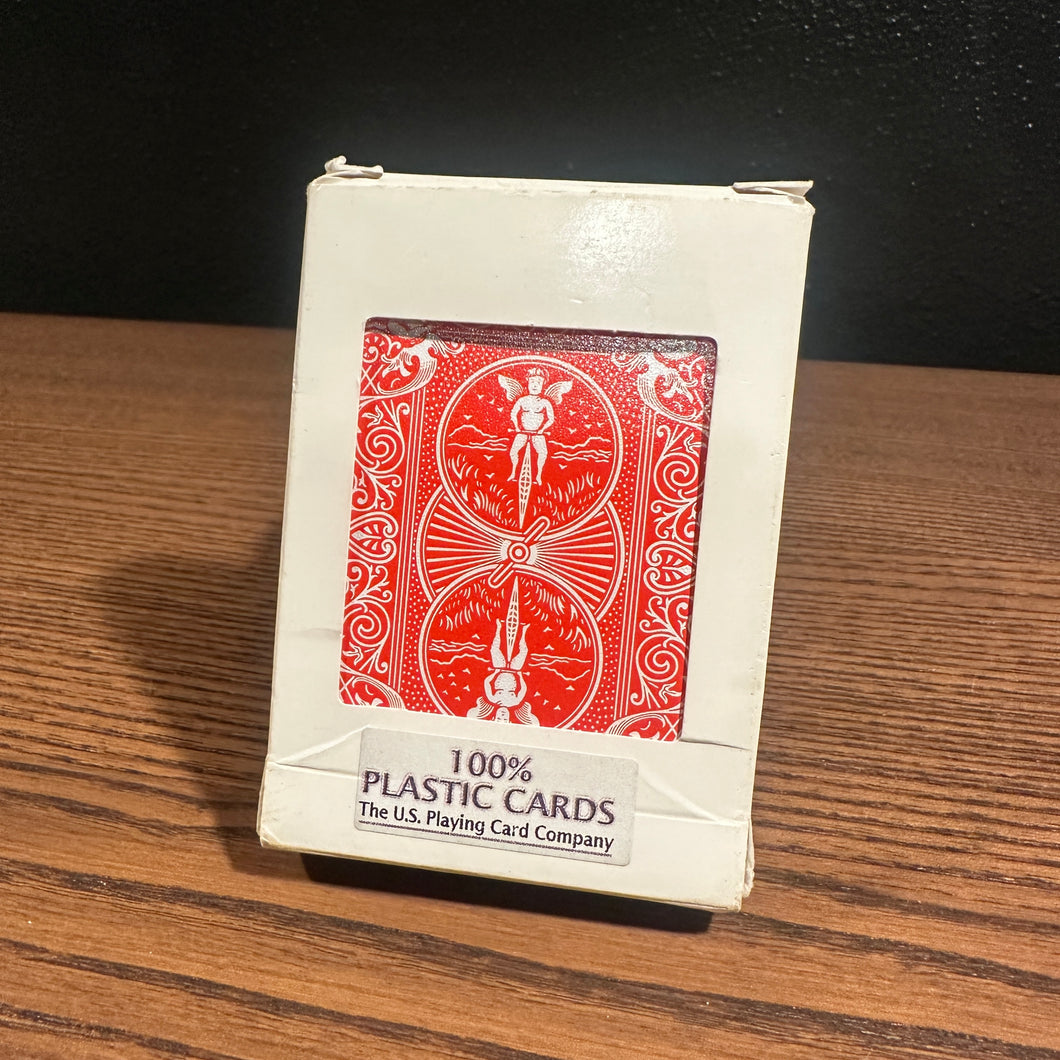 100%
PLASTIC CARDS
The U.S. Playing Card Company